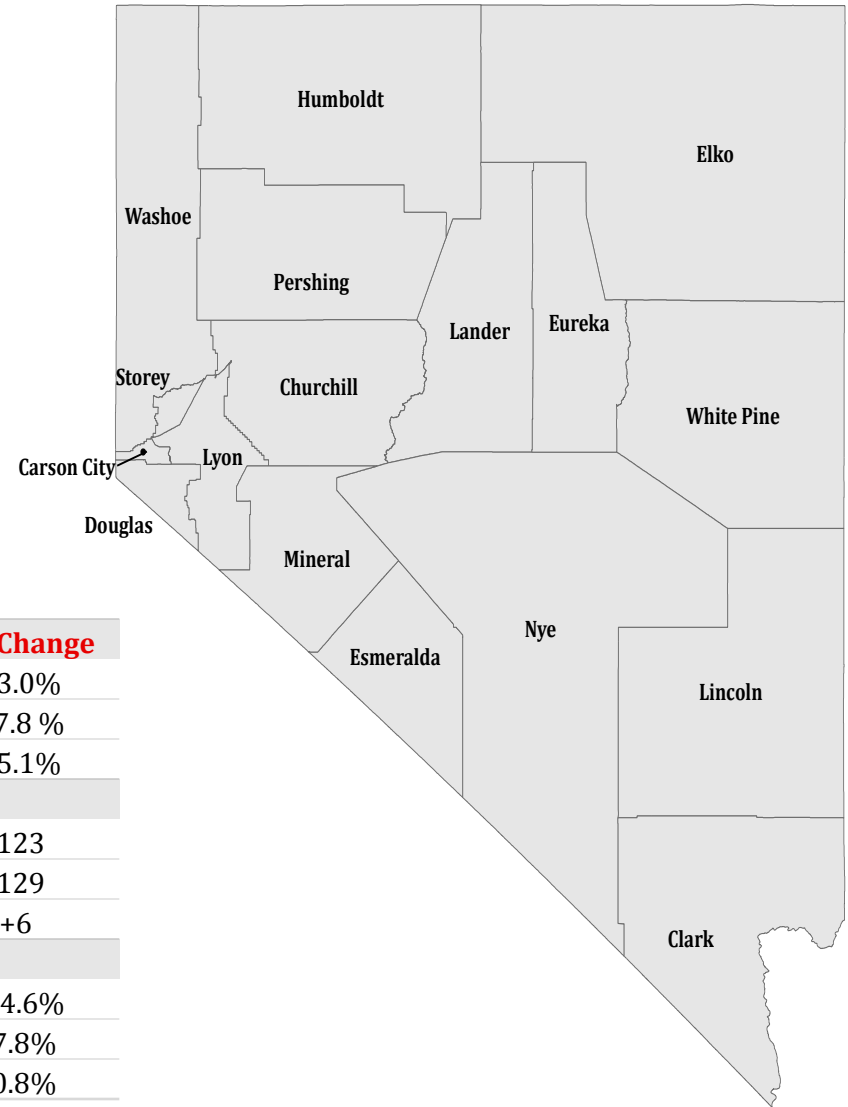 Humboldt
Elko
Washoe
Pershing
Lander
Eureka
Storey
Churchill
White Pine
Carson City
Lyon
Douglas
Mineral
Nye
Esmeralda
Lincoln
Clark
Change
3.0%
7.8 %
5.1%
123
129
+6
4.6%
7.8%
0.8%